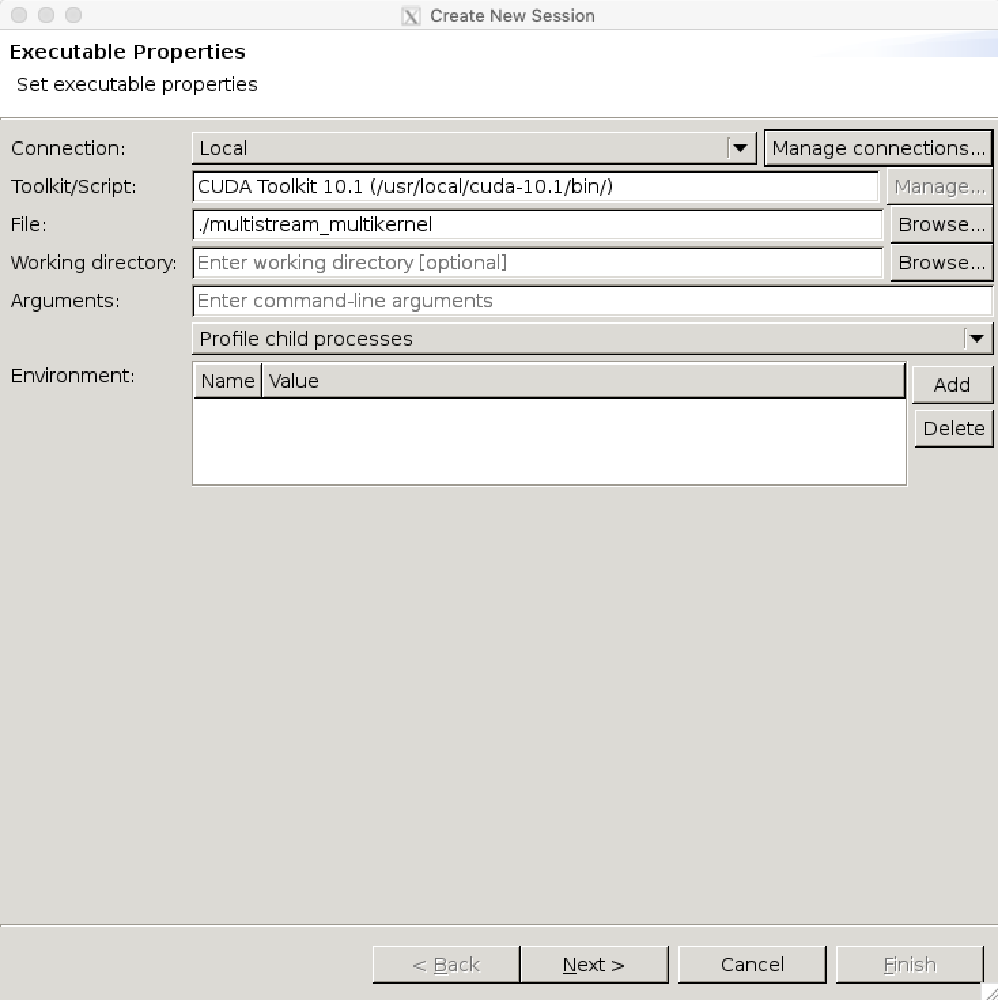 Create New Session
Executable Properties
Set executable properties
Connection: Local Manage connections...
Toolkit/Script: CUDA Toolkit 10.1 (/usr/local/cuda-10.1/bin/) Manage...
File: ./multistream_multikernel Browse...
Working directory: Enter working directory [optional] Browse...
Arguments: Enter command-line arguments
Profile child processes
Environment: Name Value Add
Delete
< Back Next > Cancel Finish